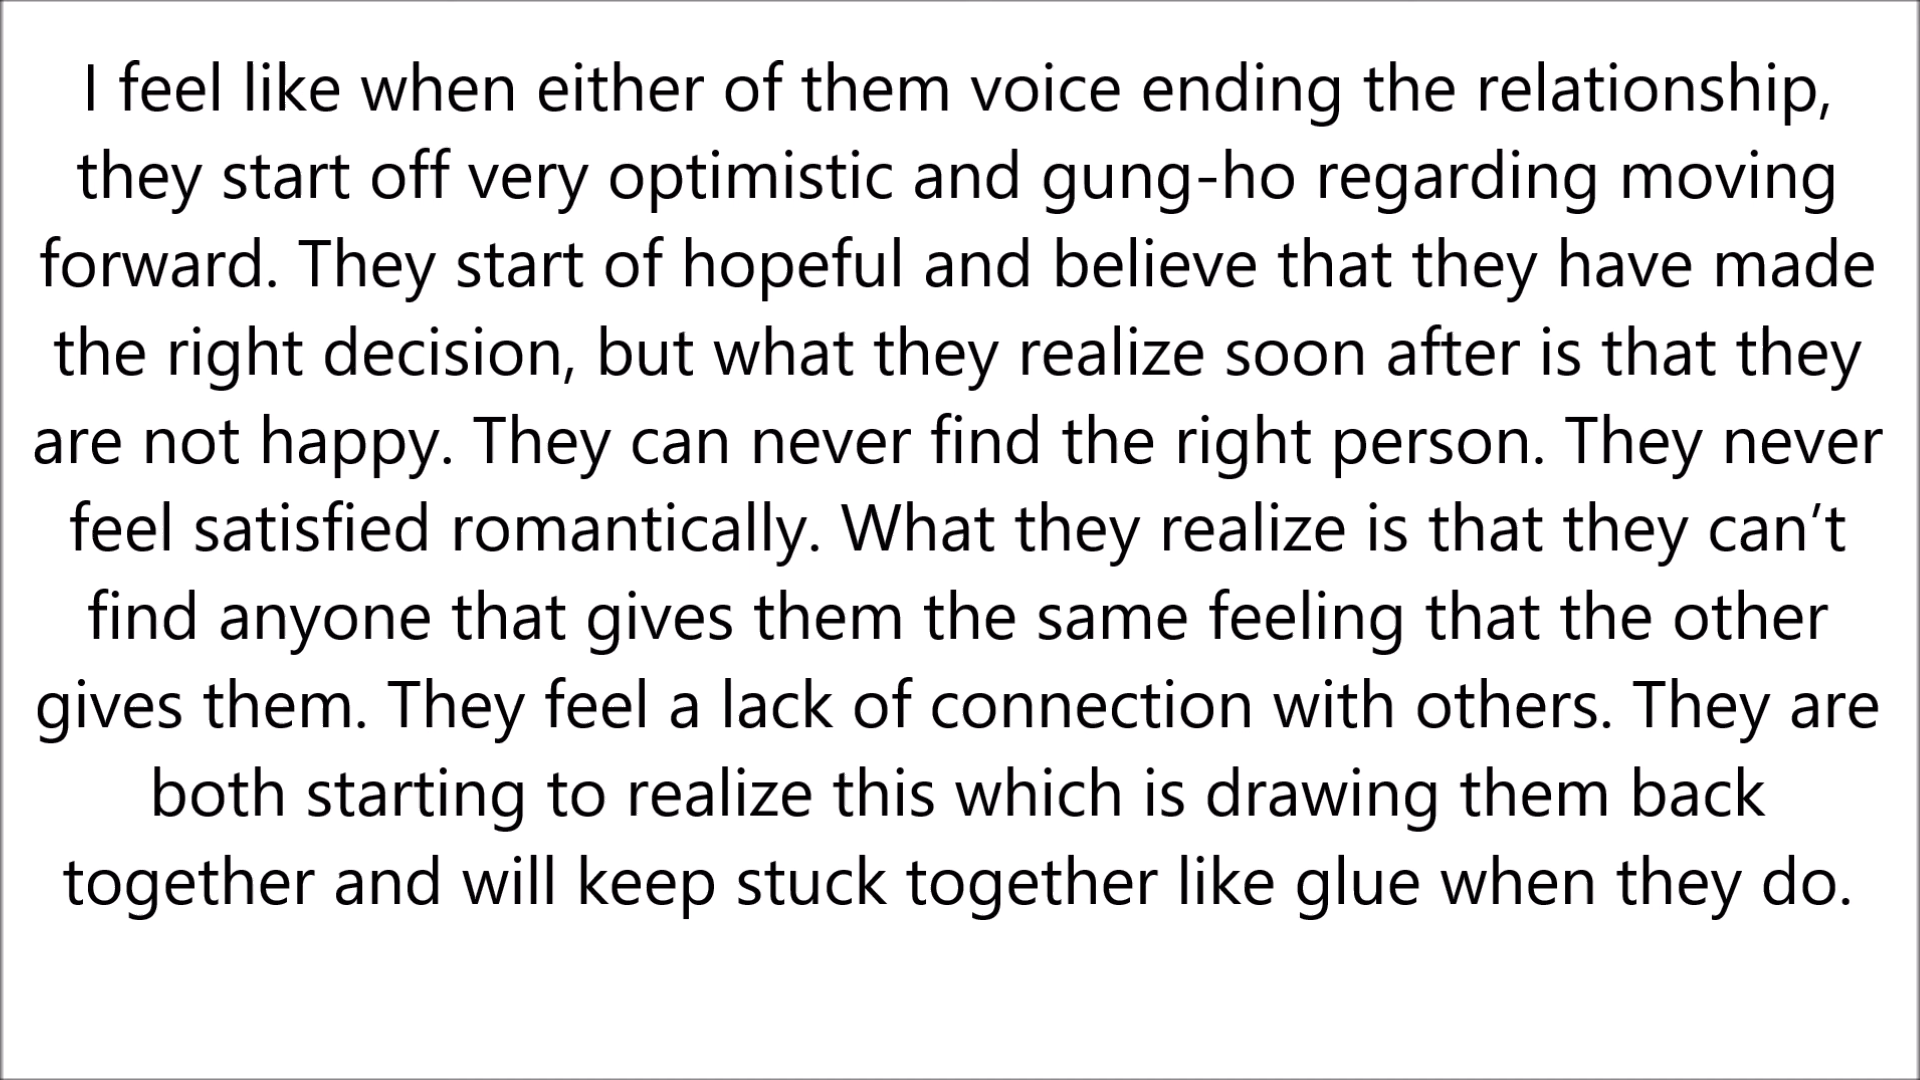 I feel like when either of them voice ending the relationship,
they start off very optimistic and gung-ho regarding moving
forward. They start of hopeful and believe that they have made
the right decision, but what they realize soon after is that they
are not happy. They can never find the right person. They never
feel satisfied romantically. What they realize is that they can’t
find anyone that gives them the same feeling that the other
gives them. They feel a lack of connection with others. They are
both starting to realize this which is drawing them back
together and will keep stuck together like glue when they do.